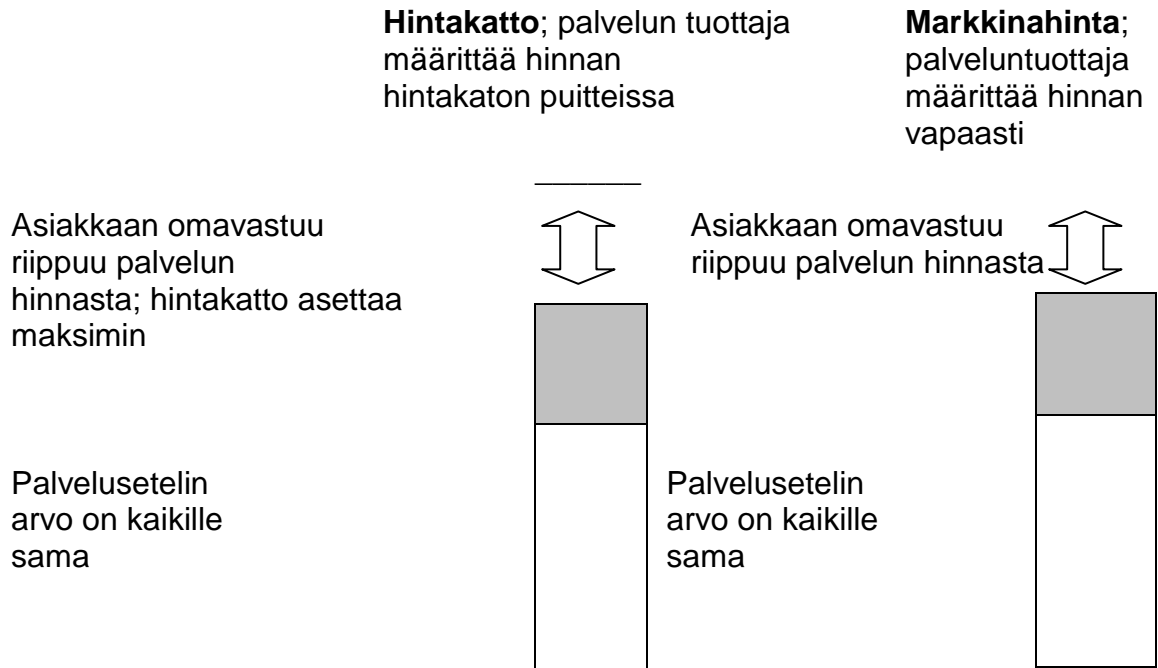 Hintakatto; palvelun tuottaja
määrittää hinnan
hintakaton puitteissa
Markkinahinta;
palveluntuottaja
määrittää hinnan
vapaasti
Asiakkaan omavastuu
riippuu palvelun
hinnasta; hintakatto asettaa
maksimin
Asiakkaan omavastuu
riippuu palvelun hinnasta
Palvelusetelin
arvo on kaikille
sama
Palvelusetelin
arvo on kaikille
sama